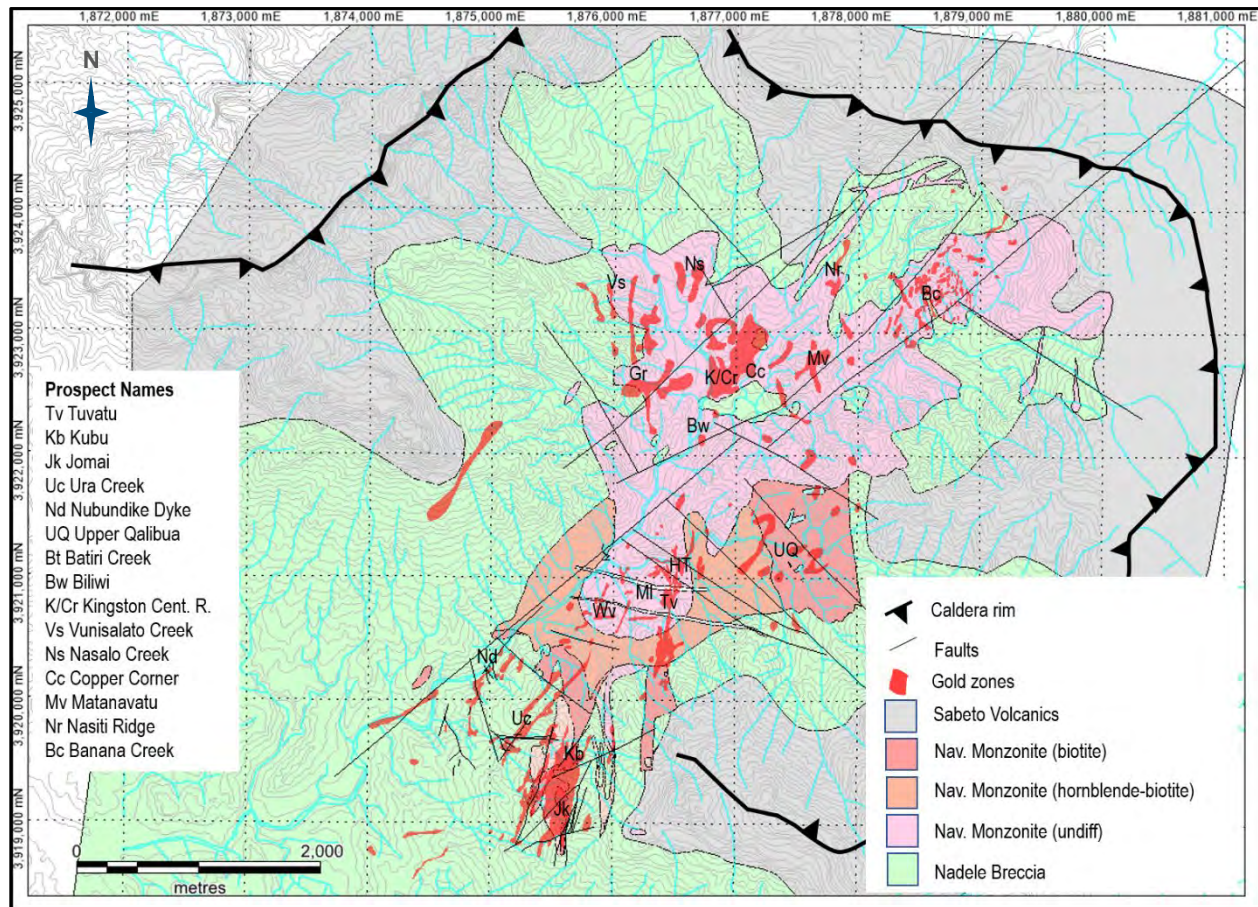 1,872,000 mE
1,873,000 mE
1,874,000 mE
1,875,000 mE
1,876,000 mE
1,877,000 mE
1,878,000 mE
1,879,000 mE
1,880,000 mE
1,881,000 mE
N
3,925,000 mN
3,924,000 mN
3,923,000 mN
3,922,000 mN
3,921,000 mN
3,920,000 mN
3,919,000 mN
Vs
Ns
Nr
Bc
Gr
K/Cr
Cc
Mv
Bw
UQ
HT
MI
Tv
Wv
Nd
Uc
Kb
Jk
Prospect Names
Tv Tuvatu
Kb Kubu
Jk Jomai
Uc Ura Creek
Nd Nubundike Dyke
UQ Upper Qalibua
Bt Batiri Creek
Bw Biliwi
K/Cr Kingston Cent. R.
Vs Vunisalato Creek
Ns Nasalo Creek
Cc Copper Corner
Mv Matanavatu
Nr Nasiti Ridge
Bc Banana Creek
Caldera rim
Faults
Gold zones
Sabeto Volcanics
Nav. Monzonite (biotite)
Nav. Monzonite (hornblende-biotite)
Nav. Monzonite (undiff)
Nadele Breccia
0 2,000
metres